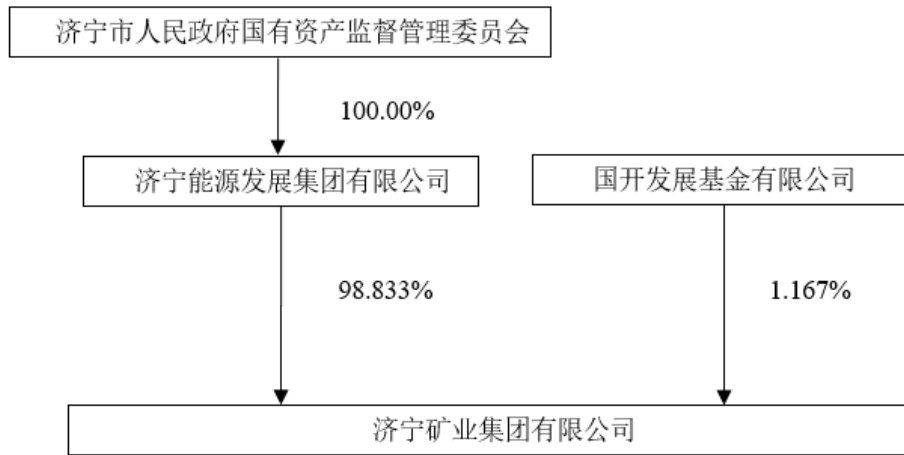 济宁市人民政府国有资产监督管理委员会
100.00%
济宁能源发展集团有限公司
国开发展基金有限公司
98.833%
1.167%
济宁矿业集团有限公司